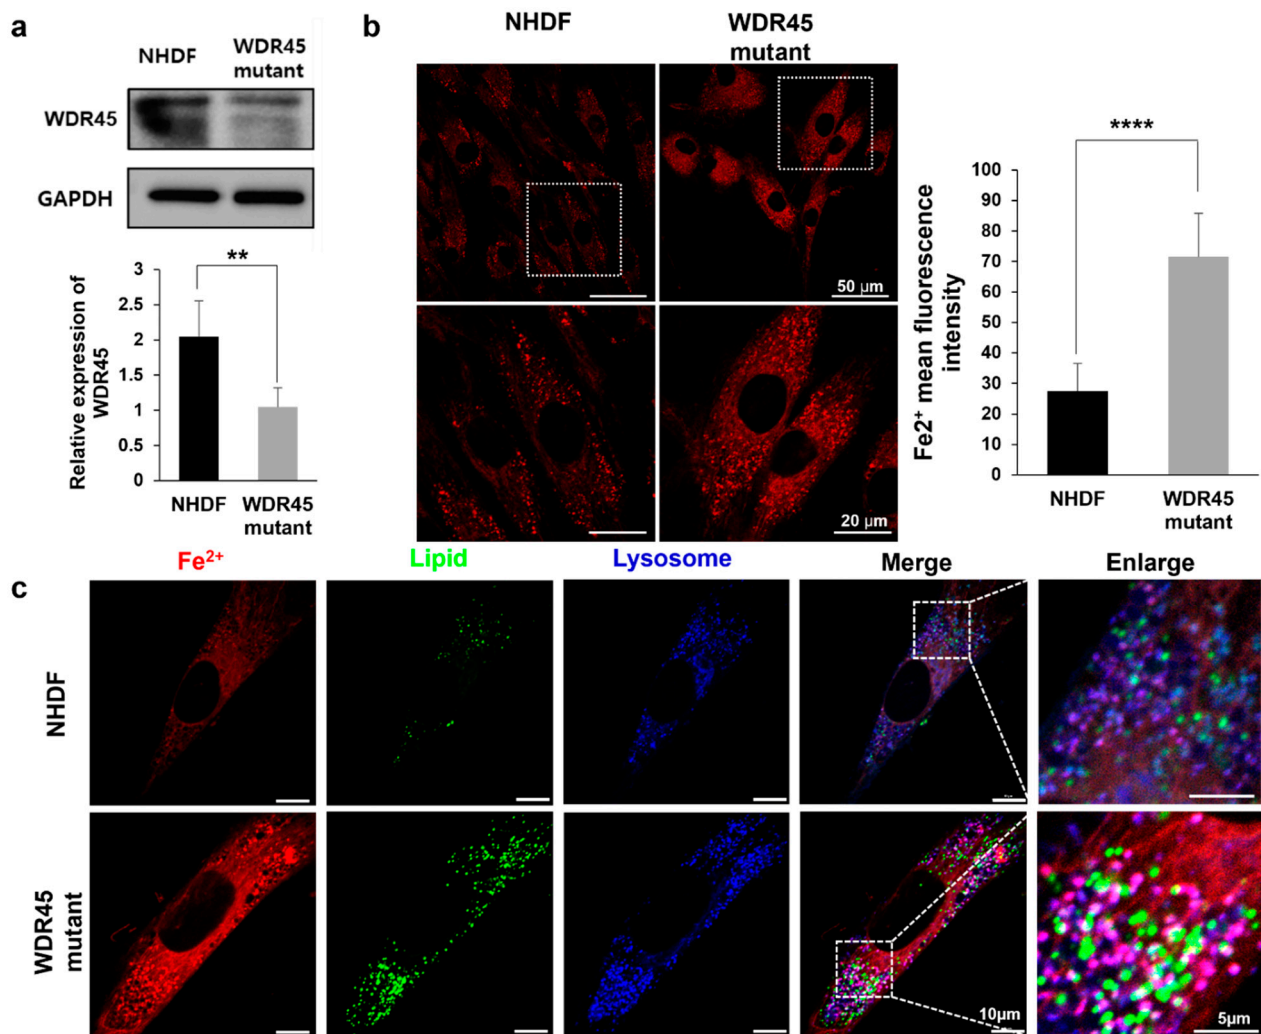 a
NHDF
WDR45
mutant
WDR45
GAPDH
**
Relative expression of
WDR45
3
2.5
2
1.5
1
0.5
0
NHDF
WDR45
mutant
b
NHDF
WDR45
mutant
50 µm
20 µm
****
Fe2⁺ mean fluorescence
intensity
100
90
80
70
60
50
40
30
20
10
0
NHDF
WDR45
mutant
c
Fe²⁺
Lipid
Lysosome
Merge
Enlarge
NHDF
WDR45
mutant
10µm
5µm